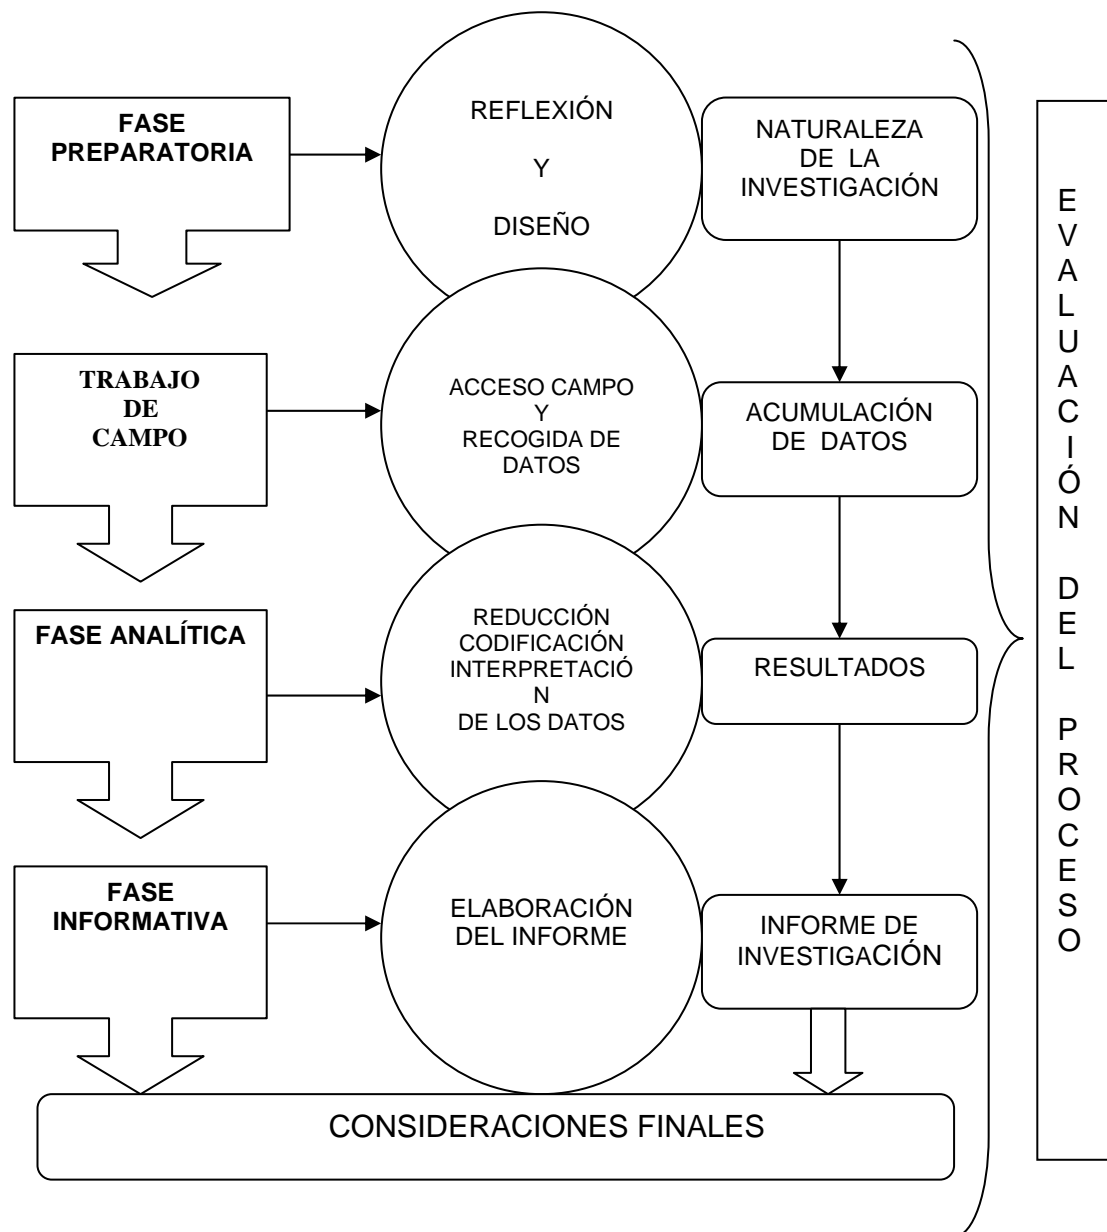 FASE
PREPARATORIA
REFLEXIÓN
Y
DISEÑO
NATURALEZA
DE LA
INVESTIGACIÓN
TRABAJO
DE
CAMPO
ACCESO CAMPO
Y
RECOGIDA DE
DATOS
ACUMULACIÓN
DE DATOS
FASE ANALÍTICA
REDUCCIÓN
CODIFICACIÓN
INTERPRETACIÓ
N
DE LOS DATOS
RESULTADOS
FASE
INFORMATIVA
ELABORACIÓN
DEL INFORME
INFORME DE
INVESTIGACIÓN
CONSIDERACIONES FINALES
E
V
A
L
U
A
C
I
Ó
N
D
E
L
P
R
O
C
E
S
O